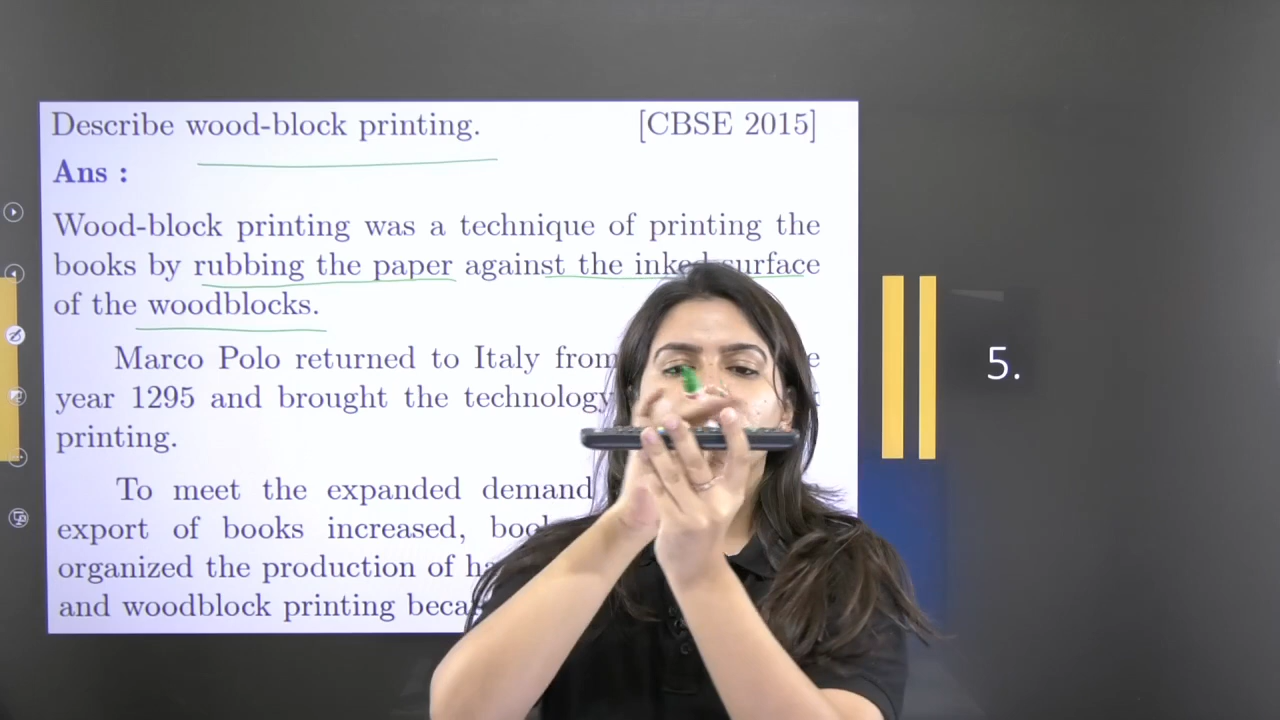 Describe wood-block printing. [CBSE 2015]
Ans :
Wood-block printing was a technique of printing the
books by rubbing the paper against the inked surface
of the woodblocks.
Marco Polo returned to Italy from
year 1295 and brought the technology
printing.
To meet the expanded demand
export of books increased,
organized the production of
and woodblock printing
5.